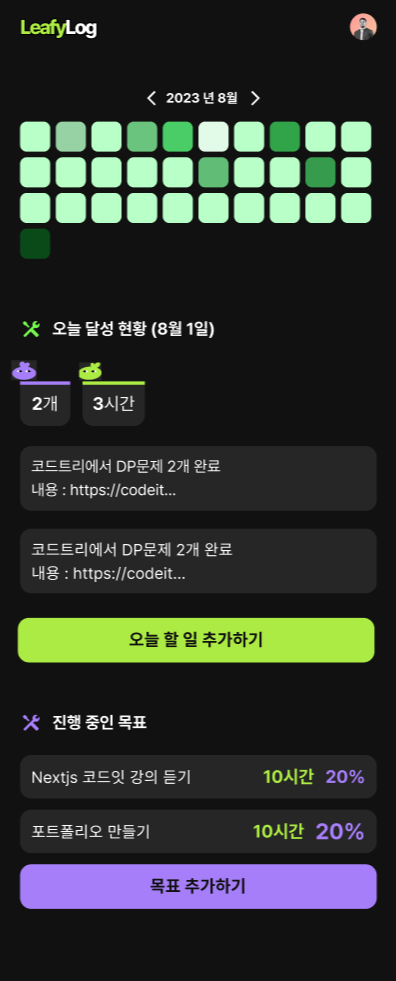 LeafyLog
2023 년 8월
오늘 달성 현황 (8월 1일)
2개 3시간
코드트리에서 DP문제 2개 완료
내용 : https://codeit...
코드트리에서 DP문제 2개 완료
내용 : https://codeit...
오늘 할 일 추가하기
진행 중인 목표
Nextjs 코드잇 강의 듣기 10시간 20%
포트폴리오 만들기 10시간 20%
목표 추가하기